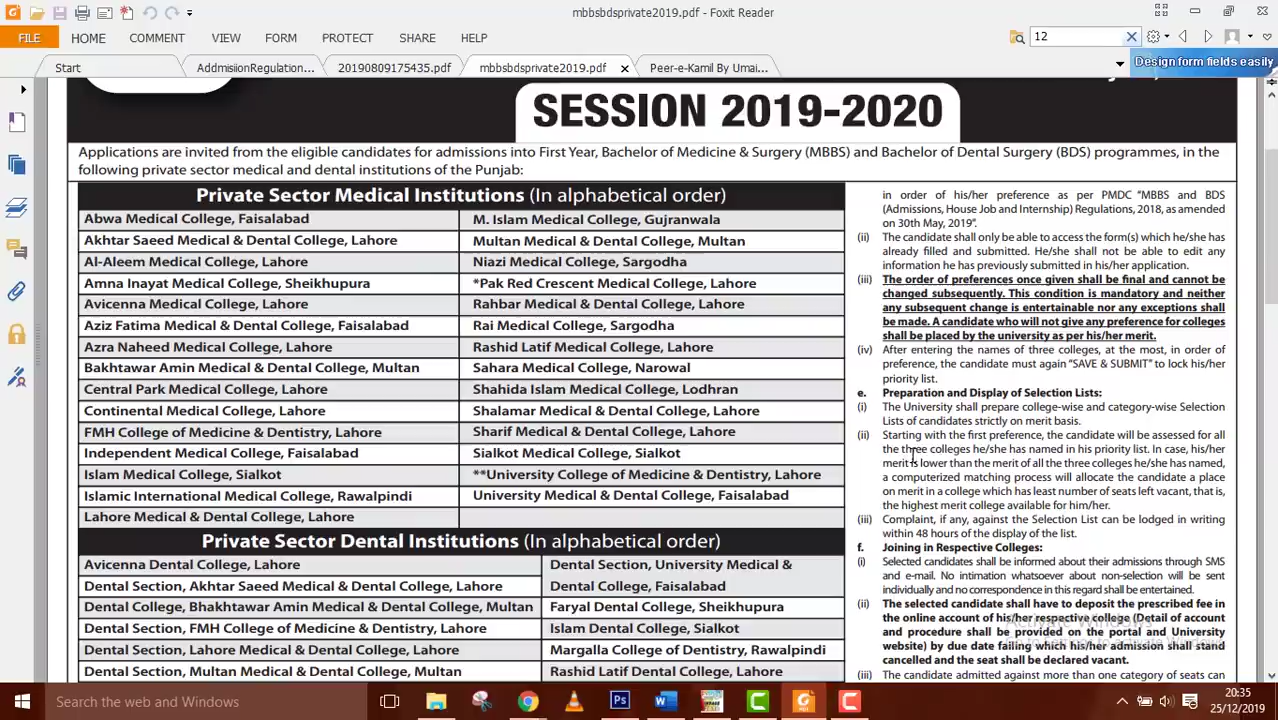 mbbsbdsprivate2019.pdf - Foxit Reader
FILE HOME COMMENT VIEW FORM PROTECT SHARE HELP
12
Start AddmisionRegulation... 20190809175435.pdf mbbsbdsprivate2019.pdf Peer-e-Kamil By Umai...
Design form fields easily
SESSION 2019-2020
Applications are invited from the eligible candidates for admissions into First Year, Bachelor of Medicine & Surgery (MBBS) and Bachelor of Dental Surgery (BDS) programmes, in the
following private sector medical and dental institutions of the Punjab:
Private Sector Medical Institutions (In alphabetical order)
Abwa Medical College, Faisalabad M. Islam Medical College, Gujranwala
Akhtar Saeed Medical & Dental College, Lahore Multan Medical & Dental College, Multan
Al-Aleem Medical College, Lahore Niazi Medical College, Sargodha
Amna Inayat Medical College, Sheikhupura *Pak Red Crescent Medical College, Lahore
Avicenna Medical College, Lahore Rahbar Medical & Dental College, Lahore
Aziz Fatima Medical & Dental College, Faisalabad Rai Medical College, Sargodha
Azra Naheed Medical College, Lahore Rashid Latif Medical College, Lahore
Bakhtawar Amin Medical & Dental College, Multan Sahara Medical College, Narowal
Central Park Medical College, Lahore Shahida Islam Medical College, Lodhran
Continental Medical College, Lahore Shalamar Medical & Dental College, Lahore
FMH College of Medicine & Dentistry, Lahore Sharif Medical & Dental College, Lahore
Independent Medical College, Faisalabad Sialkot Medical College, Sialkot
Islam Medical College, Sialkot **University College of Medicine & Dentistry, Lahore
Islamic International Medical College, Rawalpindi University Medical & Dental College, Faisalabad
Lahore Medical & Dental College, Lahore
Private Sector Dental Institutions (In alphabetical order)
Avicenna Dental College, Lahore Dental Section, University Medical &
Dental Section, Akhtar Saeed Medical & Dental College, Lahore Dental College, Faisalabad
Dental College, Bhakhtawar Amin Medical & Dental College, Multan Faryal Dental College, Sheikhupura
Dental Section, FMH College of Medicine & Dentistry, Lahore Islam Dental College, Sialkot
Dental Section, Lahore Medical & Dental College, Lahore Margalla College of Dentistry, Rawalpindi
Dental Section, Multan Medical & Dental College, Multan Rashid Latif Dental College, Lahore
in order of his/her preference as per PMDC "MBBS and BDS
(Admissions, House Job and Internship) Regulations, 2018, as amended
on 30th May, 2019".
(ii) The candidate shall only be able to access the form(s) which he/she has
already filled and submitted. He/she shall not be able to edit any
information he has previously submitted in his/her application.
(iii) The order of preferences once given shall be final and cannot be
changed subsequently. This condition is mandatory and neither
any subsequent change is entertainable nor any exceptions shall
be made. A candidate who will not give any preference for colleges
shall be placed by the university as per his/her merit.
(iv) After entering the names of three colleges, at the most, in order of
preference, the candidate must again "SAVE & SUBMIT" to lock his/her
priority list.
e. Preparation and Display of Selection Lists:
(i) The University shall prepare college-wise and category-wise Selection
Lists of candidates strictly on merit basis.
(ii) Starting with the first preference, the candidate will be assessed for all
the three colleges he/she has named in his priority list. In case, his/her
merit is lower than the merit of all the three colleges he/she has named,
a computerized matching process will allocate the candidate a place
on merit in a college which has least number of seats left vacant, that is,
the highest merit college available for him/her.
(iii) Complaint, if any, against the Selection List can be lodged in writing
within 48 hours of the display of the list.
f. Joining in Respective Colleges:
(i) Selected candidates shall be informed about their admissions through SMS
and e-mail. No intimation whatsoever about non-selection will be sent
individually and no correspondence in this regard shall be entertained.
(ii) The selected candidate shall have to deposit the prescribed fee in
the online account of his/her respective college (Detail of account
and procedure shall be provided on the portal and University
website) by due date failing which his/her admission shall stand
cancelled and the seat shall be declared vacant.
(iii) The candidate admitted against more than one category of seats can
Activate Windows
Search the web and Windows
20:35
25/12/2019